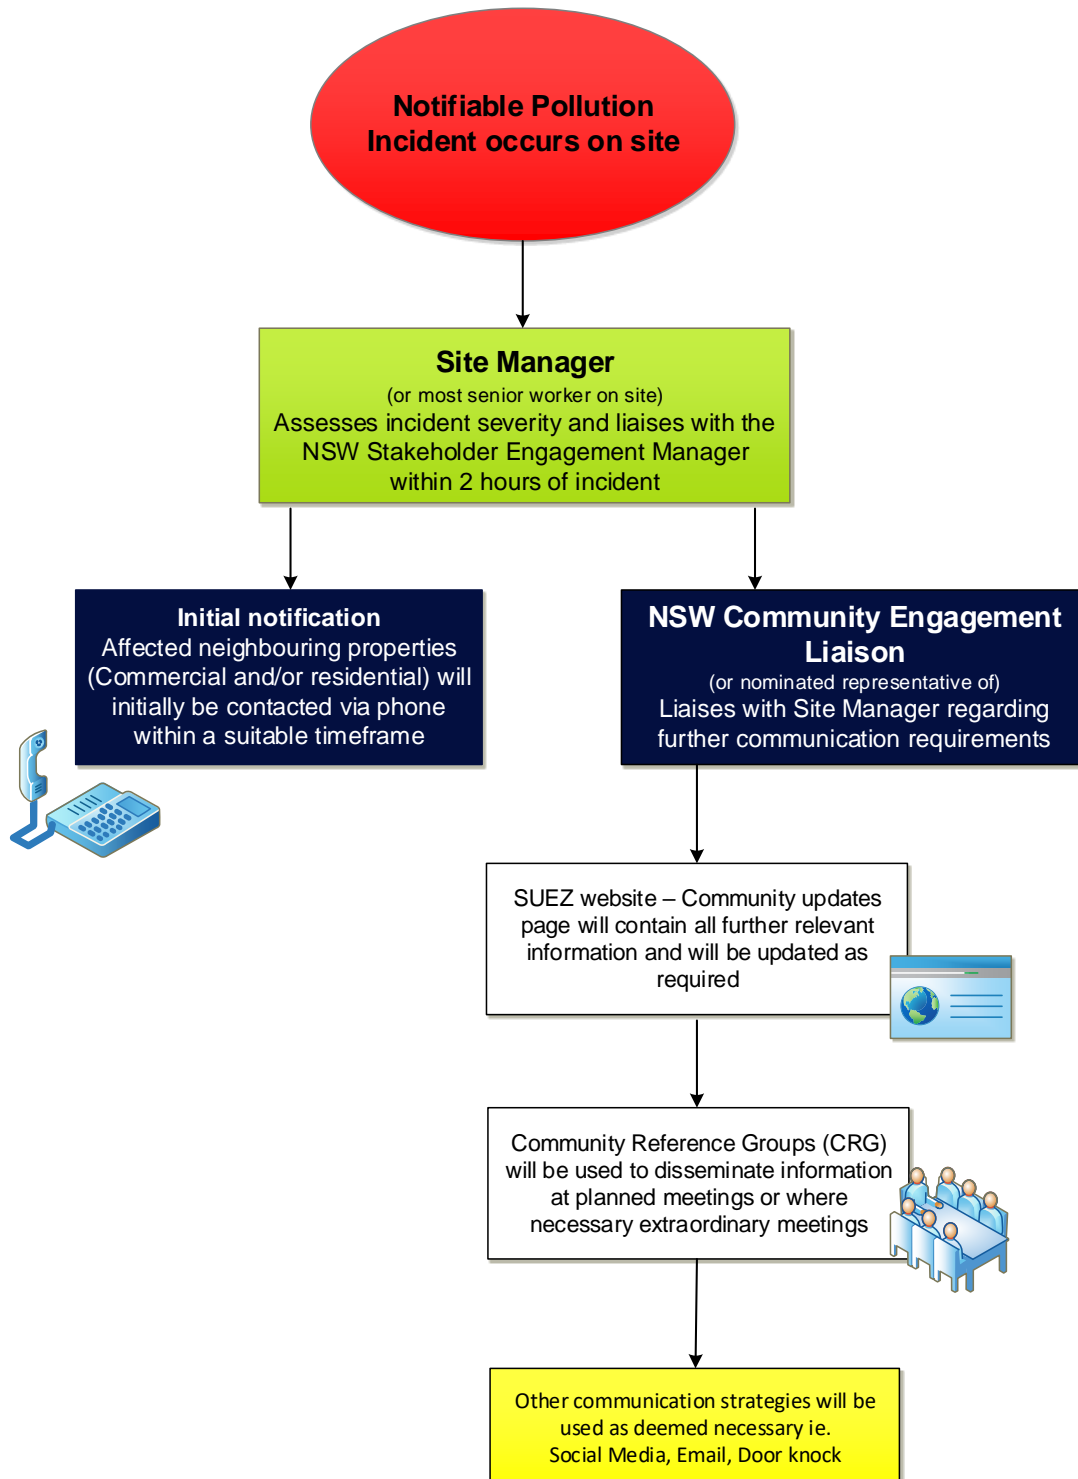 Notifiable Pollution
Incident occurs on site
Site Manager
(or most senior worker on site)
Assesses incident severity and liaises with the
NSW Stakeholder Engagement Manager
within 2 hours of incident
Initial notification
Affected neighbouring properties
(Commercial and/or residential) will
initially be contacted via phone
within a suitable timeframe
NSW Community Engagement
Liaison
(or nominated representative of)
Liaises with Site Manager regarding
further communication requirements
SUEZ website – Community updates
page will contain all further relevant
information and will be updated as
required
Community Reference Groups (CRG)
will be used to disseminate information
at planned meetings or where
necessary extraordinary meetings
Other communication strategies will be
used as deemed necessary ie.
Social Media, Email, Door knock